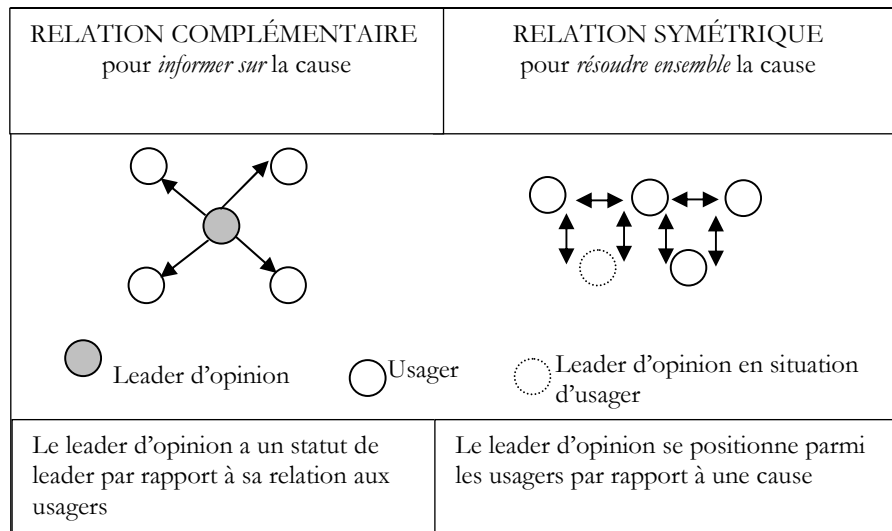 RELATION COMPLÉMENTAIRE
pour informer sur la cause
RELATION SYMÉTRIQUE
pour résoudre ensemble la cause
Leader d'opinion
Usager
Leader d'opinion en situation
d'usager
Le leader d'opinion a un statut de
leader par rapport à sa relation aux
usagers
Le leader d'opinion se positionne parmi
les usagers par rapport à une cause